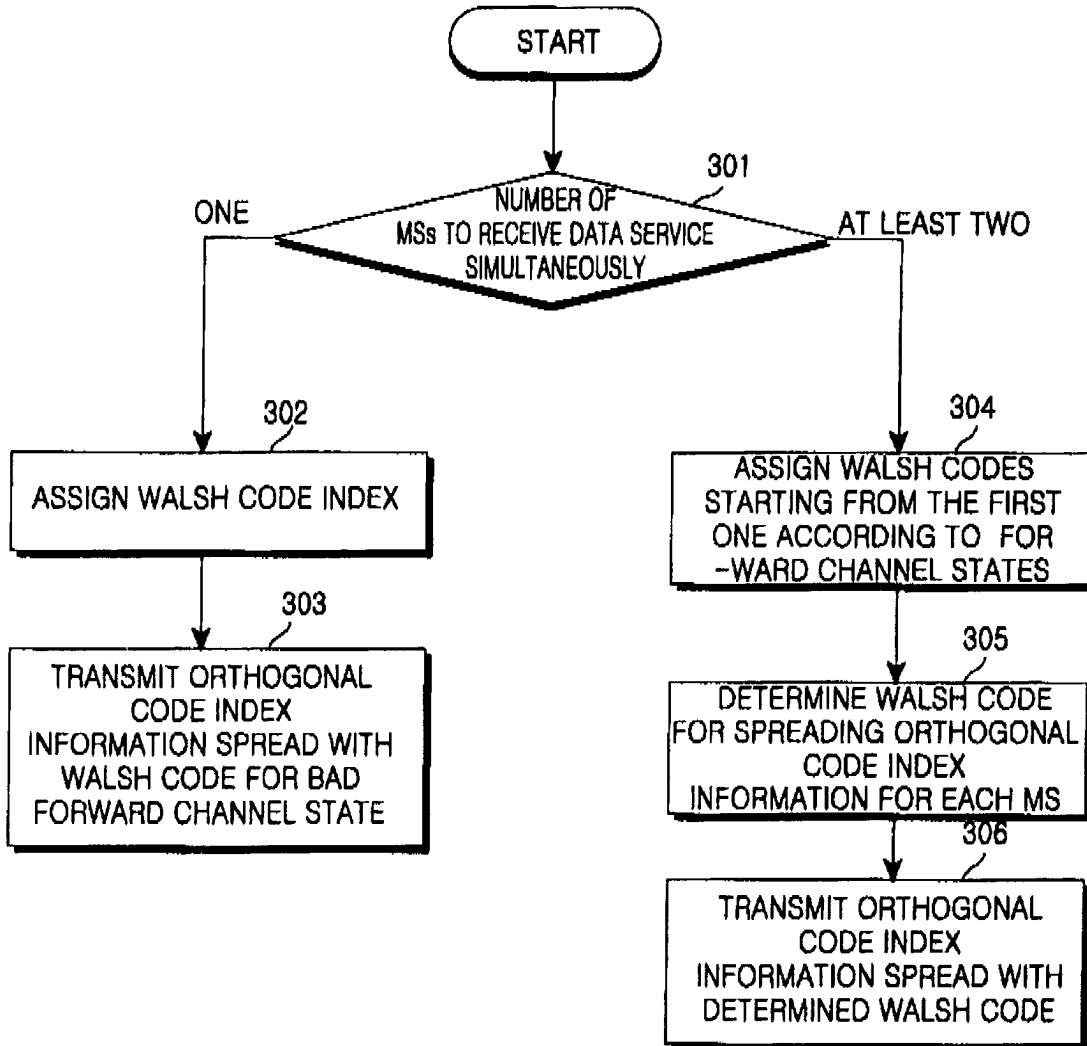 START
301
NUMBER OF
MSs TO RECEIVE DATA SERVICE
SIMULTANEOUSLY
ONE
AT LEAST TWO
302
ASSIGN WALSH CODE INDEX
303
TRANSMIT ORTHOGONAL
CODE INDEX
INFORMATION SPREAD WITH
WALSH CODE FOR BAD
FORWARD CHANNEL STATE
304
ASSIGN WALSH CODES
STARTING FROM THE FIRST
ONE ACCORDING TO FOR
-WARD CHANNEL STATES
305
DETERMINE WALSH CODE
FOR SPREADING ORTHOGONAL
CODE INDEX
INFORMATION FOR EACH MS
306
TRANSMIT ORTHOGONAL
CODE INDEX
INFORMATION SPREAD WITH
DETERMINED WALSH CODE